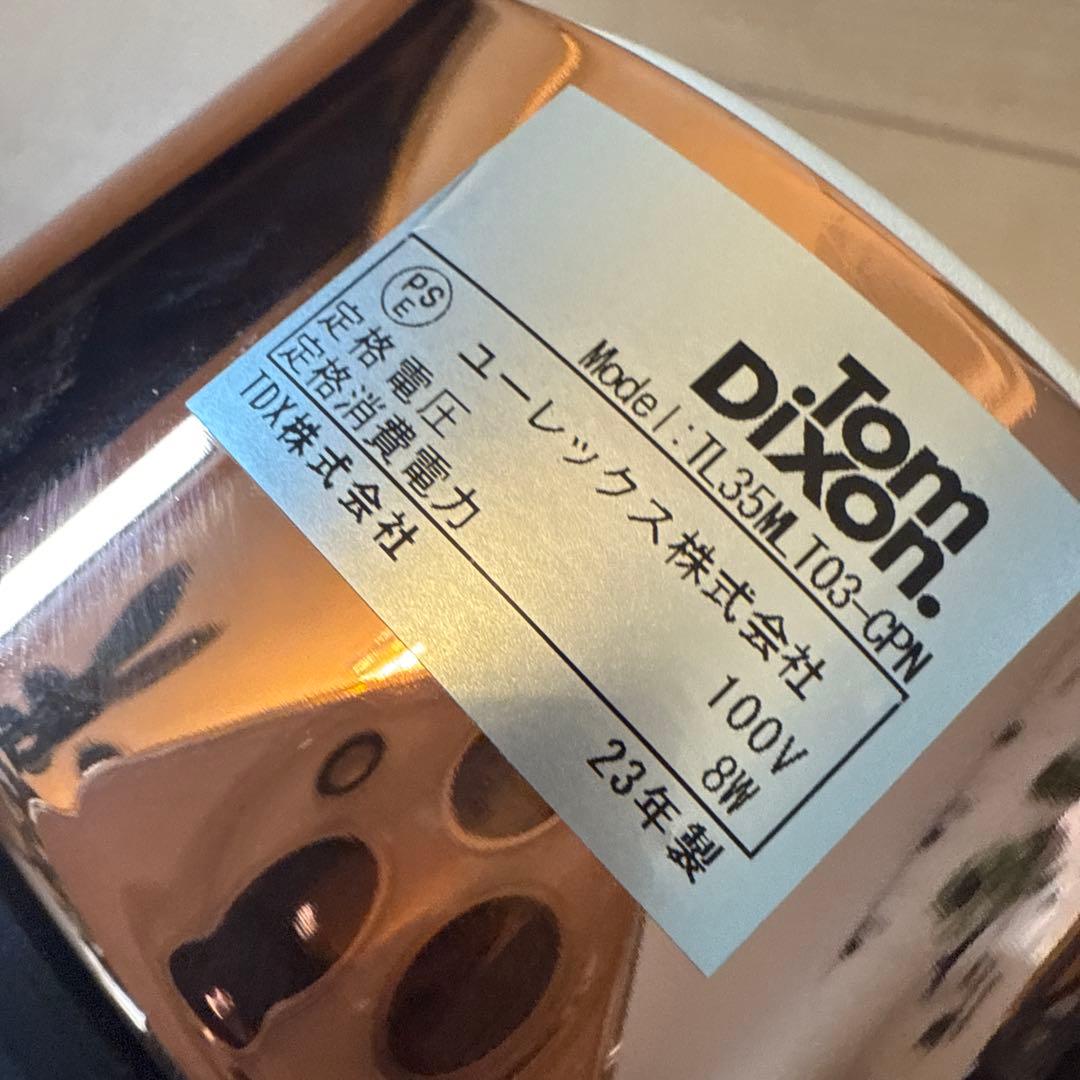 Tom
Dixon.
Model:TL35MLT03-CPN
PSE ユーレックス株式会社
定格電圧 100V
定格消費電力 8W
TDX株式会社 23年製